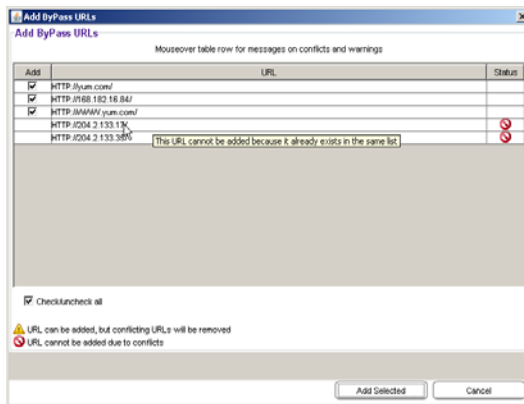 Add ByPass URLs
Add ByPass URLs
Mouseover table row for messages on conflicts and warnings
Add URL Status
HTTP://yum.com/
HTTP://168.182.16.84/
HTTP://WWW.yum.com/
HTTP://204.2.133.17/
HTTP://204.2.133.38/
This URL cannot be added because it already exists in the same list
Check/uncheck all
URL can be added, but conflicting URLs will be removed
URL cannot be added due to conflicts
Add Selected Cancel